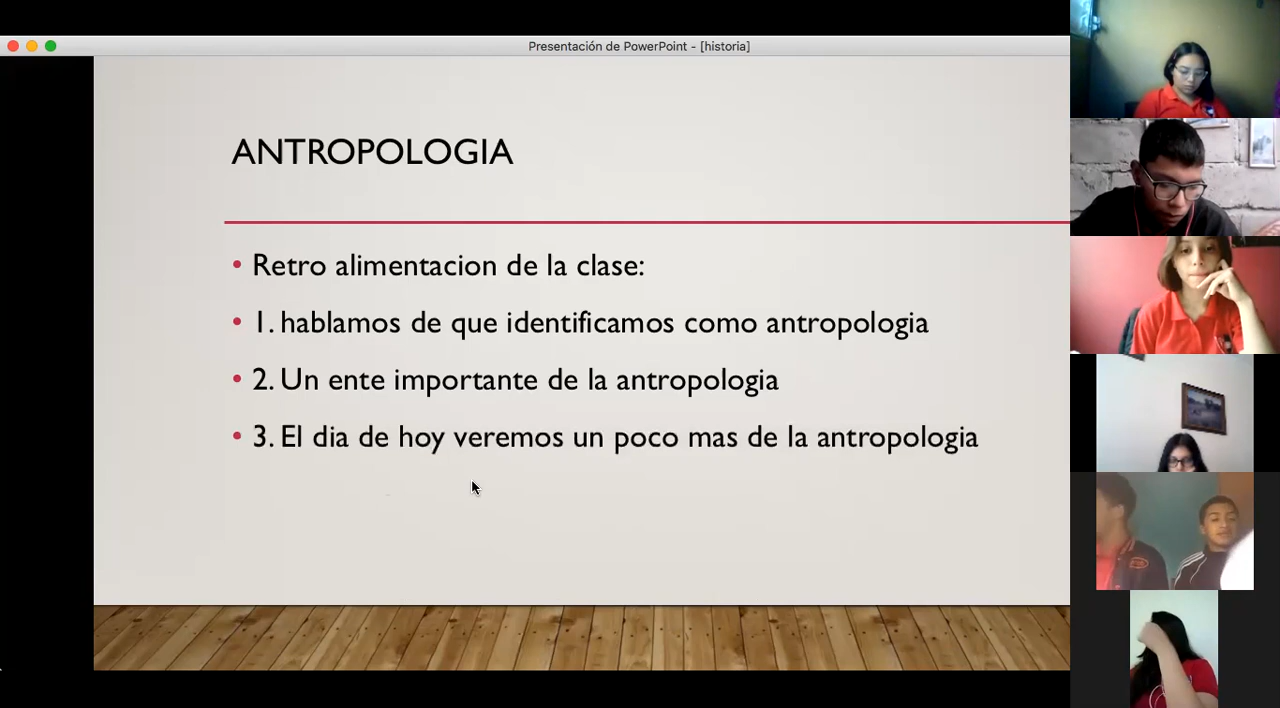 Presentación de PowerPoint - [historia]
ANTROPOLOGIA
• Retro alimentacion de la clase:
• 1. hablamos de que identificamos como antropologia
• 2. Un ente importante de la antropologia
• 3. El dia de hoy veremos un poco mas de la antropologia